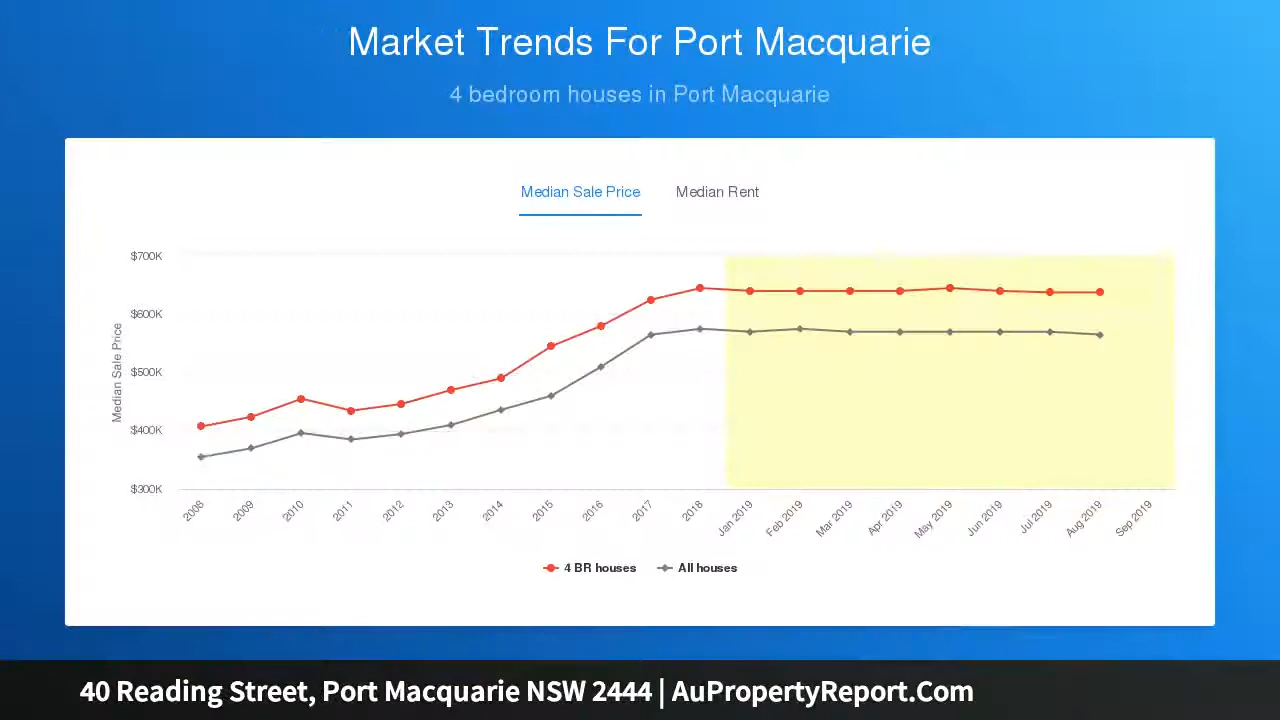 Market Trends For Port Macquarie
4 bedroom houses in Port Macquarie
Median Sale Price Median Rent
Median Sale Price
$700K
$600K
$500K
$400K
$300K
2008 2009 2010 2011 2012 2013 2014 2015 2016 2017 2018 Jan 2019 Feb 2019 Mar 2019 Apr 2019 May 2019 Jun 2019 Jul 2019 Aug 2019 Sep 2019
4 BR houses All houses
40 Reading Street, Port Macquarie NSW 2444 | AuPropertyReport.Com